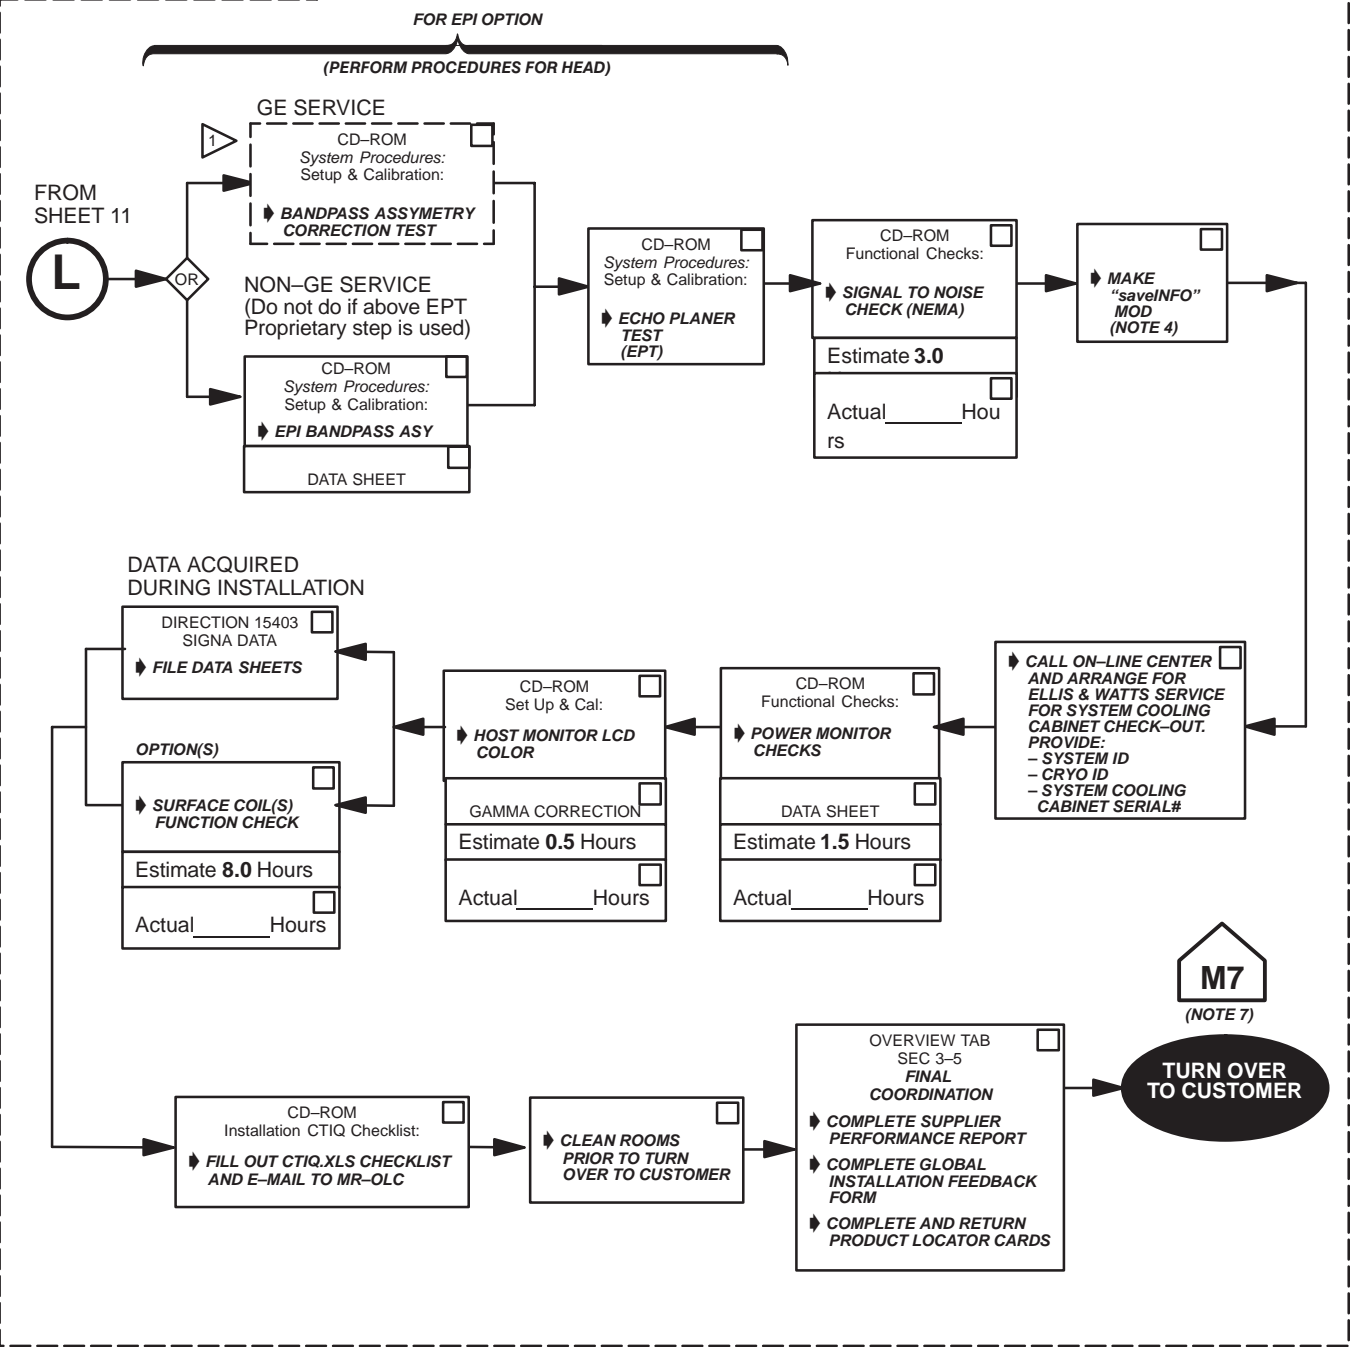 FOR EPI OPTION
(PERFORM PROCEDURES FOR HEAD)
GE SERVICE
1
CD–ROM
System Procedures:
Setup & Calibration:
BANDPASS ASSYMETRY
CORRECTION TEST
FROM
SHEET 11
L
OR
NON–GE SERVICE
(Do not do if above EPT
Proprietary step is used)
CD–ROM
System Procedures:
Setup & Calibration:
EPI BANDPASS ASY
DATA SHEET
CD–ROM
System Procedures:
Setup & Calibration:
ECHO PLANER
TEST
(EPT)
CD–ROM
Functional Checks:
SIGNAL TO NOISE
CHECK (NEMA)
Estimate 3.0
Actual______Hou
rs
MAKE
“saveINFO”
MOD
(NOTE 4)
CALL ON–LINE CENTER
AND ARRANGE FOR
ELLIS & WATTS SERVICE
FOR SYSTEM COOLING
CABINET CHECK–OUT.
PROVIDE:
– SYSTEM ID
– CRYO ID
– SYSTEM COOLING
CABINET SERIAL#
CD–ROM
Functional Checks:
POWER MONITOR
CHECKS
DATA SHEET
Estimate 1.5 Hours
Actual______Hours
CD–ROM
Set Up & Cal:
HOST MONITOR LCD
COLOR
GAMMA CORRECTION
Estimate 0.5 Hours
Actual______Hours
DATA ACQUIRED
DURING INSTALLATION
DIRECTION 15403
SIGNA DATA
FILE DATA SHEETS
OPTION(S)
SURFACE COIL(S)
FUNCTION CHECK
Estimate 8.0 Hours
Actual______Hours
CD–ROM
Installation CTIQ Checklist:
FILL OUT CTIQ.XLS CHECKLIST
AND E–MAIL TO MR–OLC
CLEAN ROOMS
PRIOR TO TURN
OVER TO CUSTOMER
OVERVIEW TAB
SEC 3–5
FINAL
COORDINATION
COMPLETE SUPPLIER
PERFORMANCE REPORT
COMPLETE GLOBAL
INSTALLATION FEEDBACK
FORM
COMPLETE AND RETURN
PRODUCT LOCATOR CARDS
M7
(NOTE 7)
TURN OVER
TO CUSTOMER